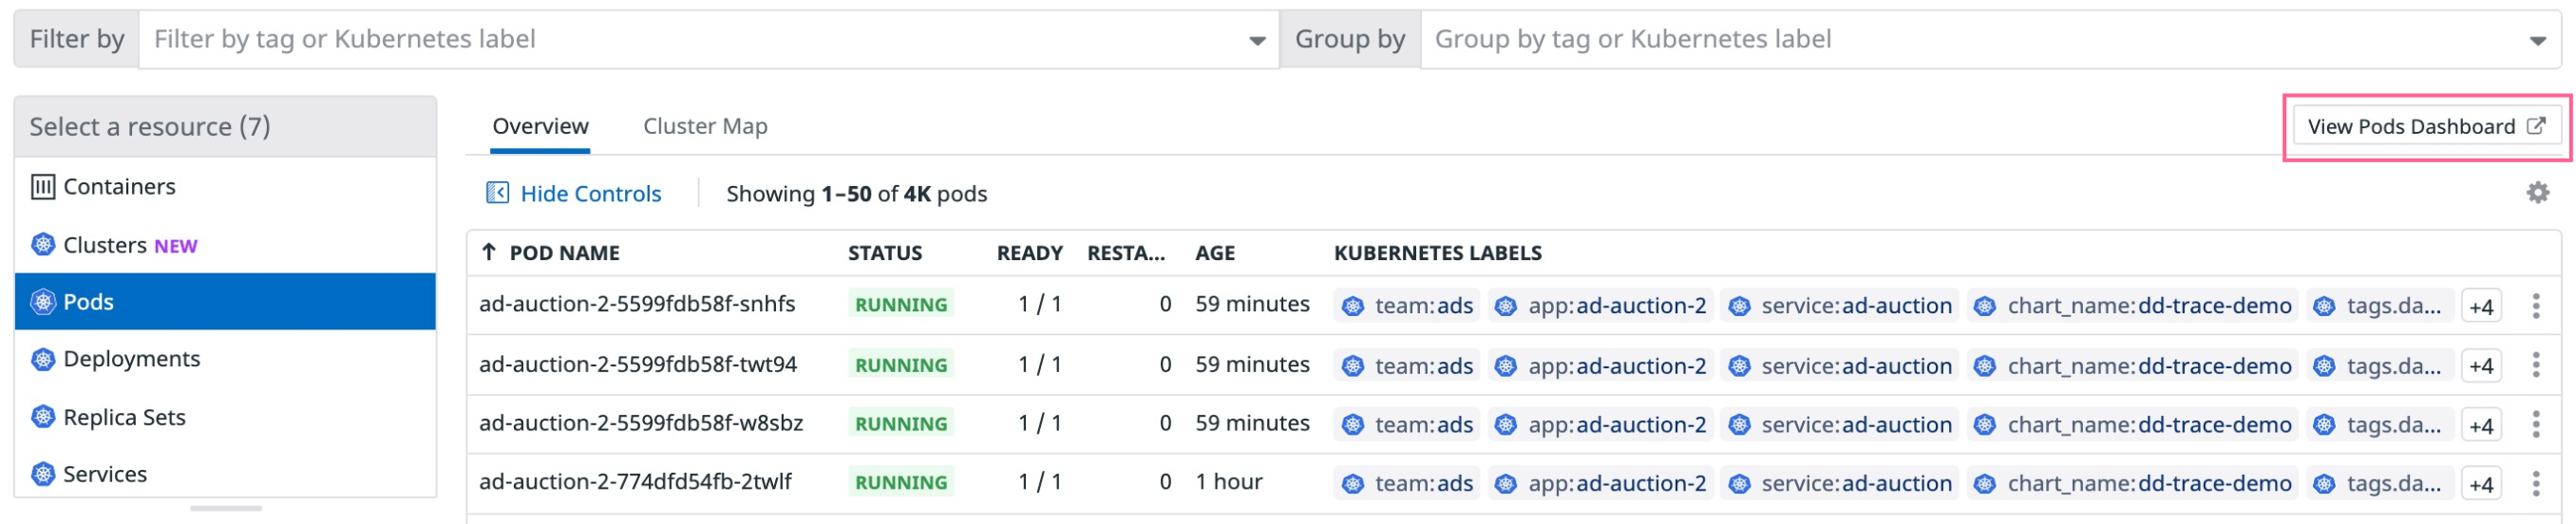 Filter by Filter by tag or Kubernetes label Group by Group by tag or Kubernetes label
Select a resource (7)
Containers
Clusters NEW
Pods
Deployments
Replica Sets
Services
Overview Cluster Map View Pods Dashboard
Hide Controls Showing 1–50 of 4K pods
↑ POD NAME STATUS READY RESTA... AGE KUBERNETES LABELS
ad-auction-2-5599fdb58f-snhfs RUNNING 1 / 1 0 59 minutes team:ads app:ad-auction-2 service:ad-auction chart_name:dd-trace-demo tags.da... +4
ad-auction-2-5599fdb58f-twt94 RUNNING 1 / 1 0 59 minutes team:ads app:ad-auction-2 service:ad-auction chart_name:dd-trace-demo tags.da... +4
ad-auction-2-5599fdb58f-w8sbz RUNNING 1 / 1 0 59 minutes team:ads app:ad-auction-2 service:ad-auction chart_name:dd-trace-demo tags.da... +4
ad-auction-2-774dfd54fb-2twlf RUNNING 1 / 1 0 1 hour team:ads app:ad-auction-2 service:ad-auction chart_name:dd-trace-demo tags.da... +4